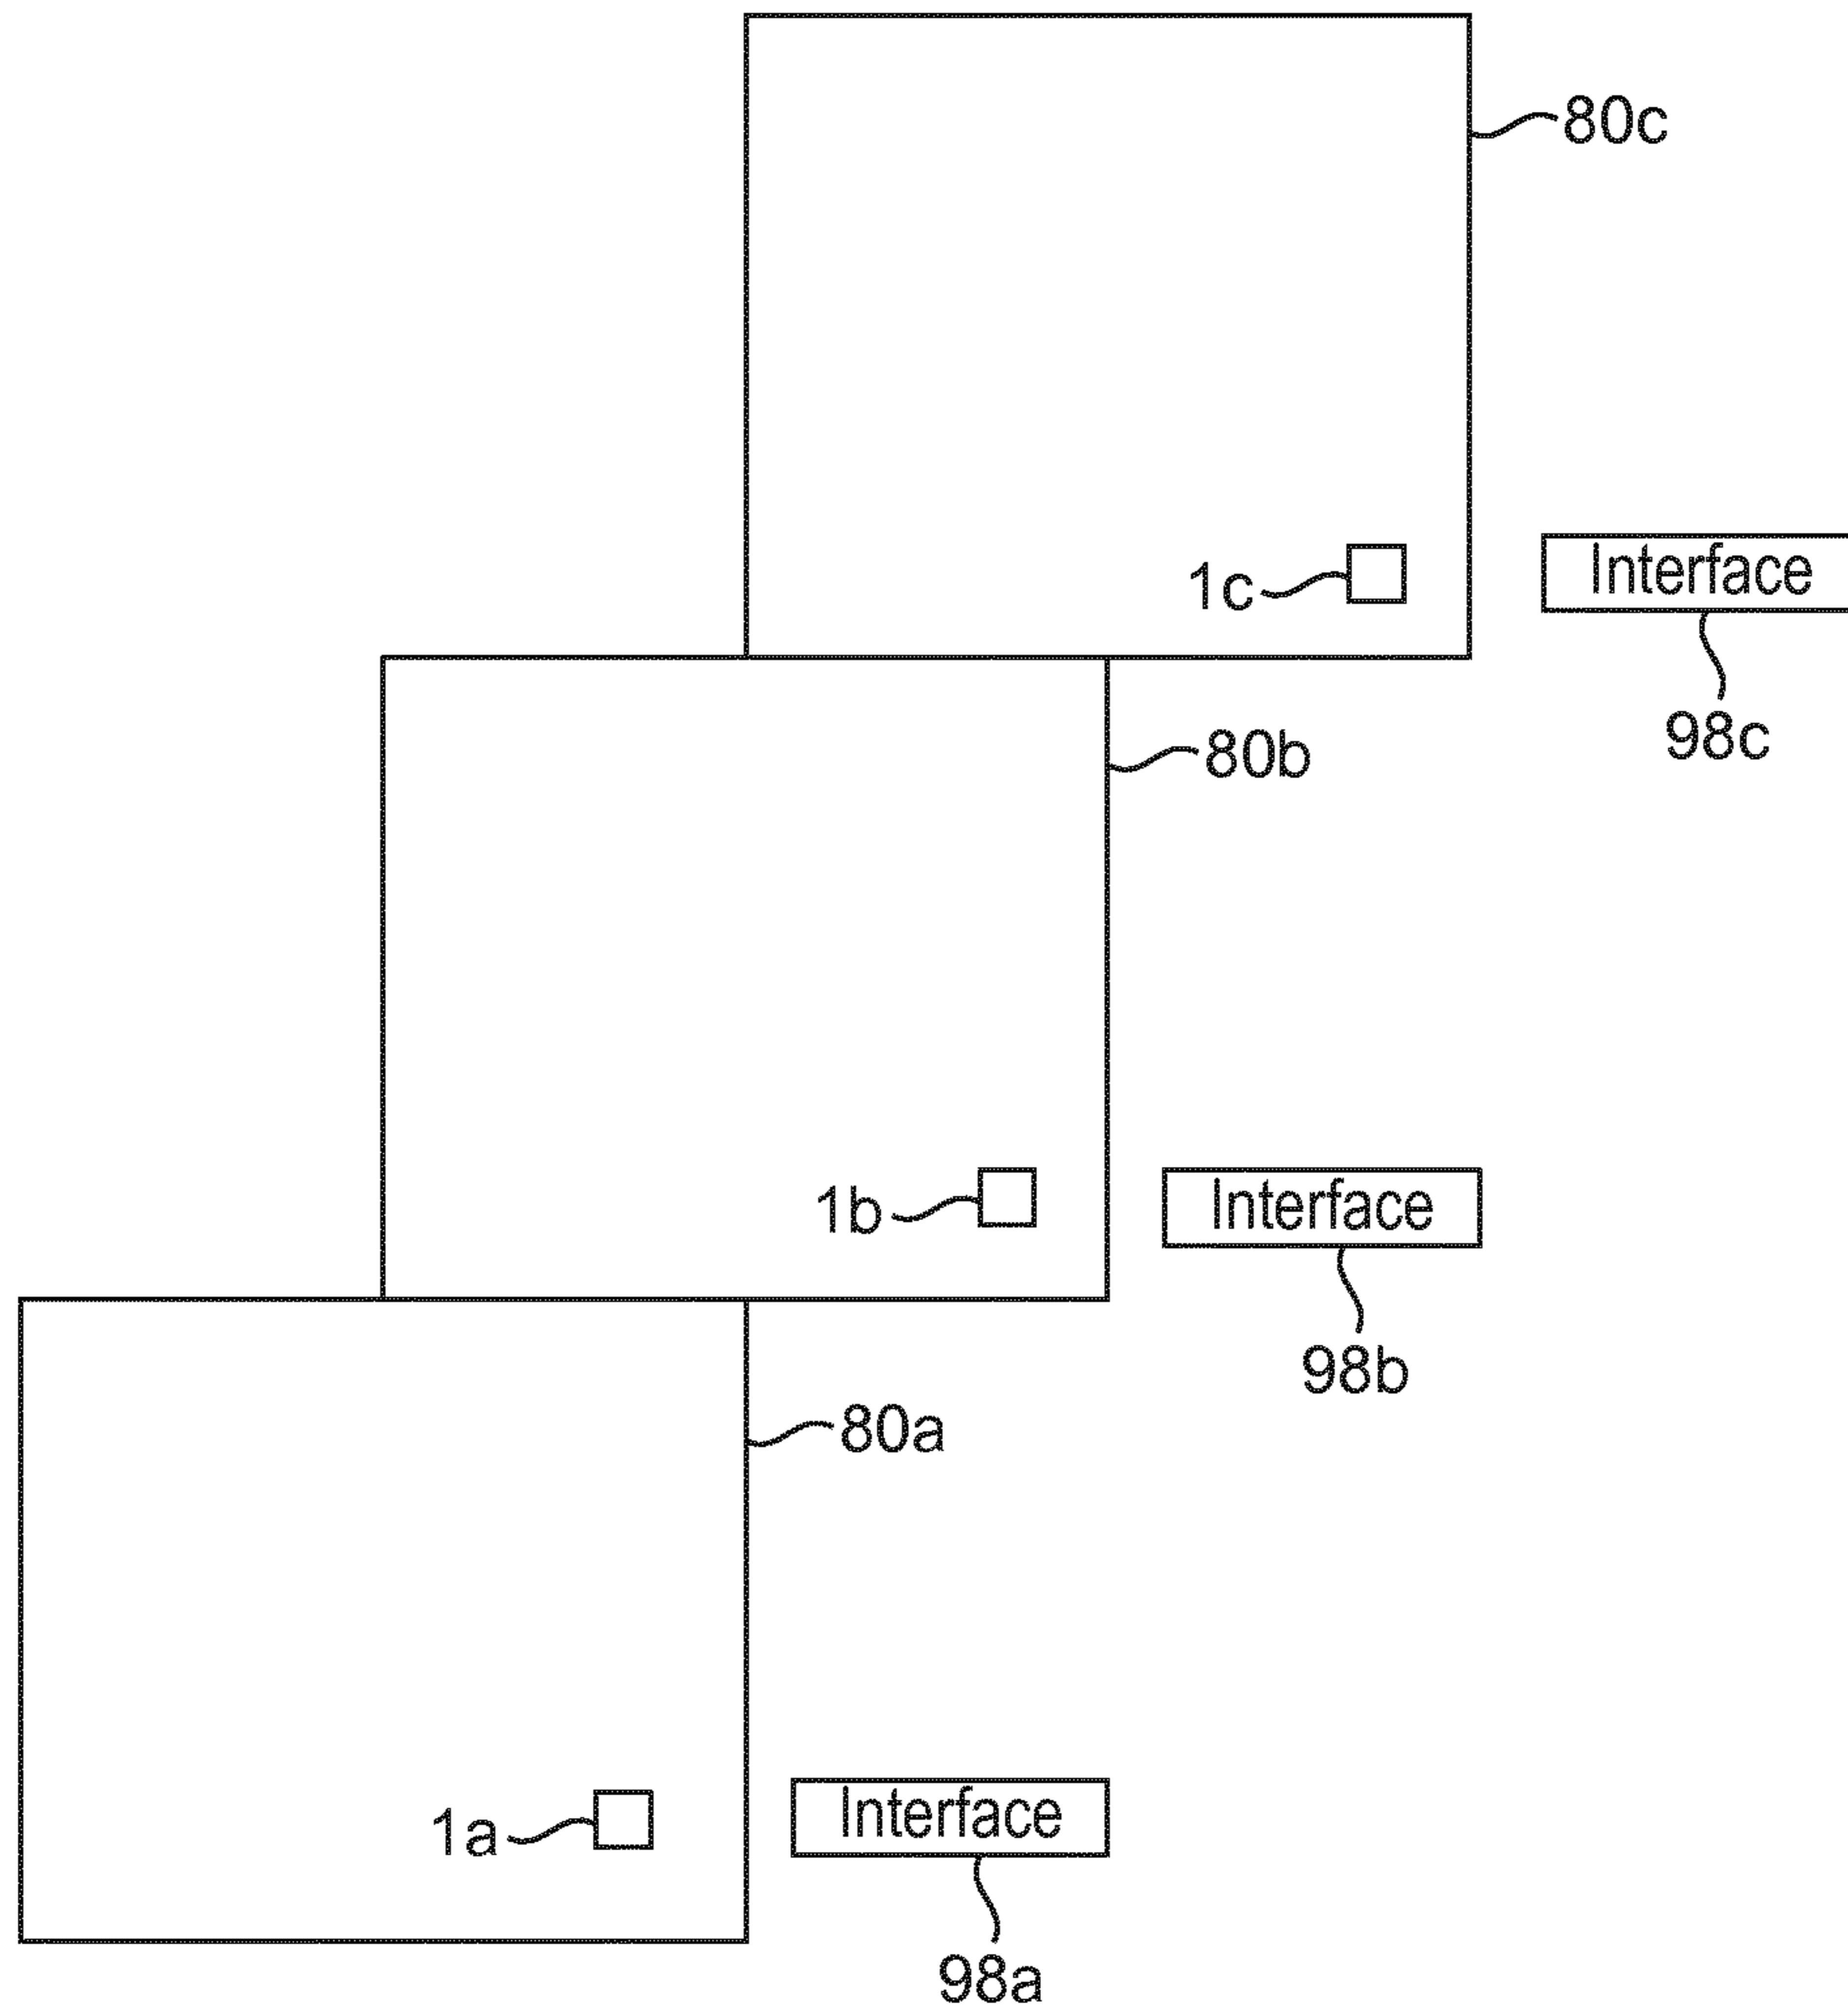 80c
1c
Interface
98c
80b
1b
Interface
98b
80a
1a
Interface
98a